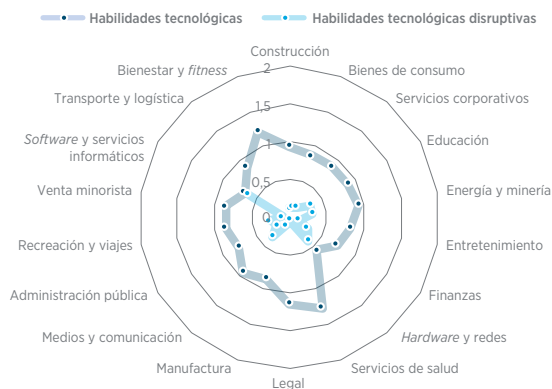 Habilidades tecnológicas
Habilidades tecnológicas disruptivas
Construcción
Bienes de consumo
Servicios corporativos
Educación
Energía y minería
Entretenimiento
Finanzas
Hardware y redes
Servicios de salud
Legal
Manufactura
Medios y comunicación
Administración pública
Recreación y viajes
Venta minorista
Software y servicios
informáticos
Transporte y logística
Bienestar y fitness
2
1,5
1
0,5
0